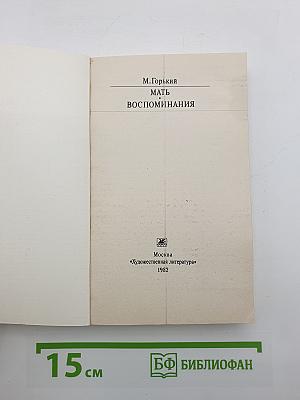 М.Горький
МАТЬ
ВОСПОМИНАНИЯ
Москва
«Художественная литература»
1982
15 см
БФ БИБЛИОФАН